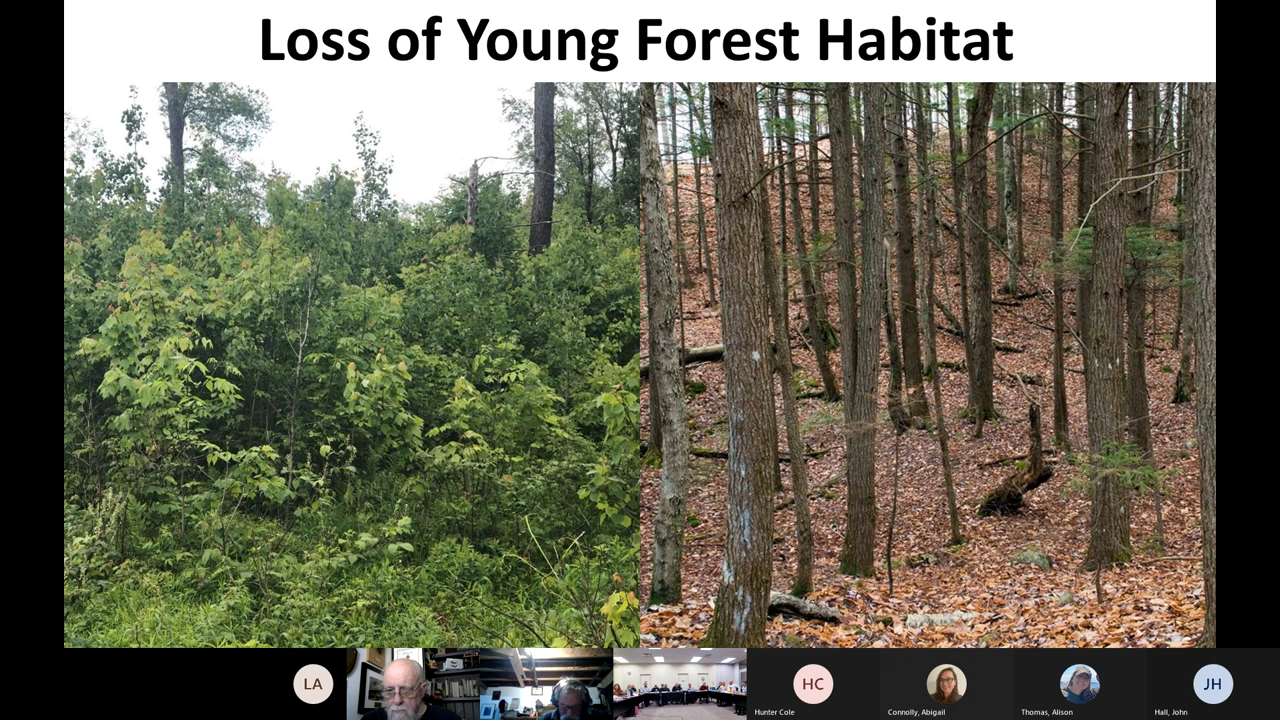 Loss of Young Forest Habitat
LA
HC
Hunter Cole
Connolly, Abigail
Thomas, Alison
JH
Hall, John